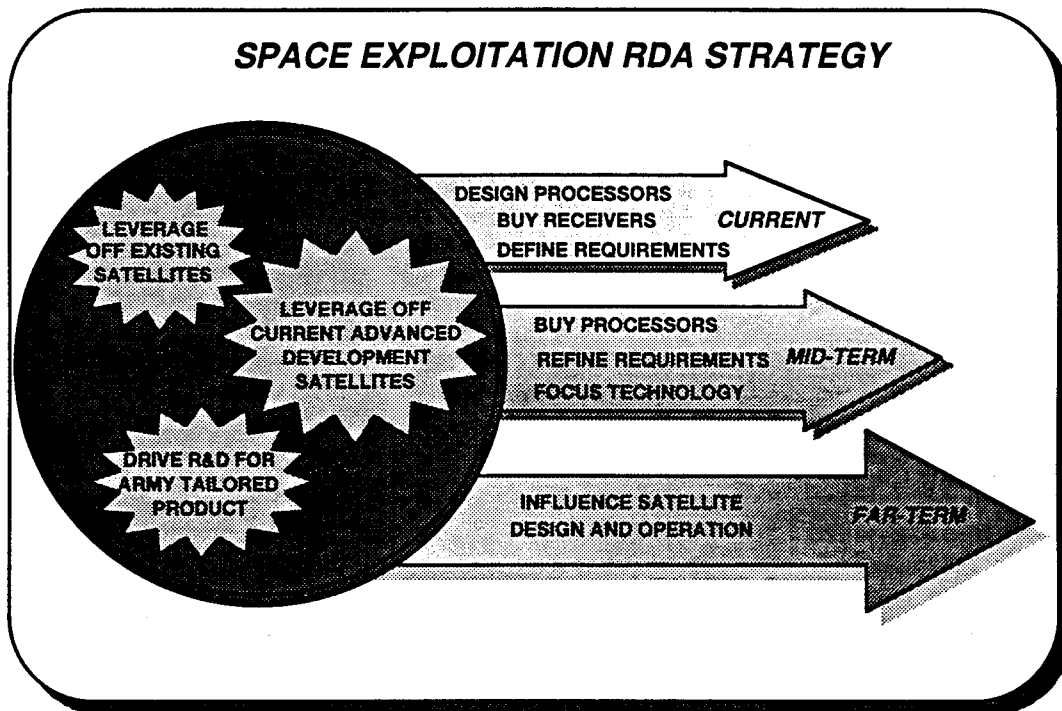 SPACE EXPLOITATION RDA STRATEGY
LEVERAGE
OFF EXISTING
SATELLITES
LEVERAGE OFF
CURRENT ADVANCED
DEVELOPMENT
SATELLITES
DRIVE R&D FOR
ARMY TAILORED
PRODUCT
DESIGN PROCESSORS
BUY RECEIVERS
DEFINE REQUIREMENTS
CURRENT
BUY PROCESSORS
REFINE REQUIREMENTS
FOCUS TECHNOLOGY
MID-TERM
INFLUENCE SATELLITE
DESIGN AND OPERATION
FAR-TERM